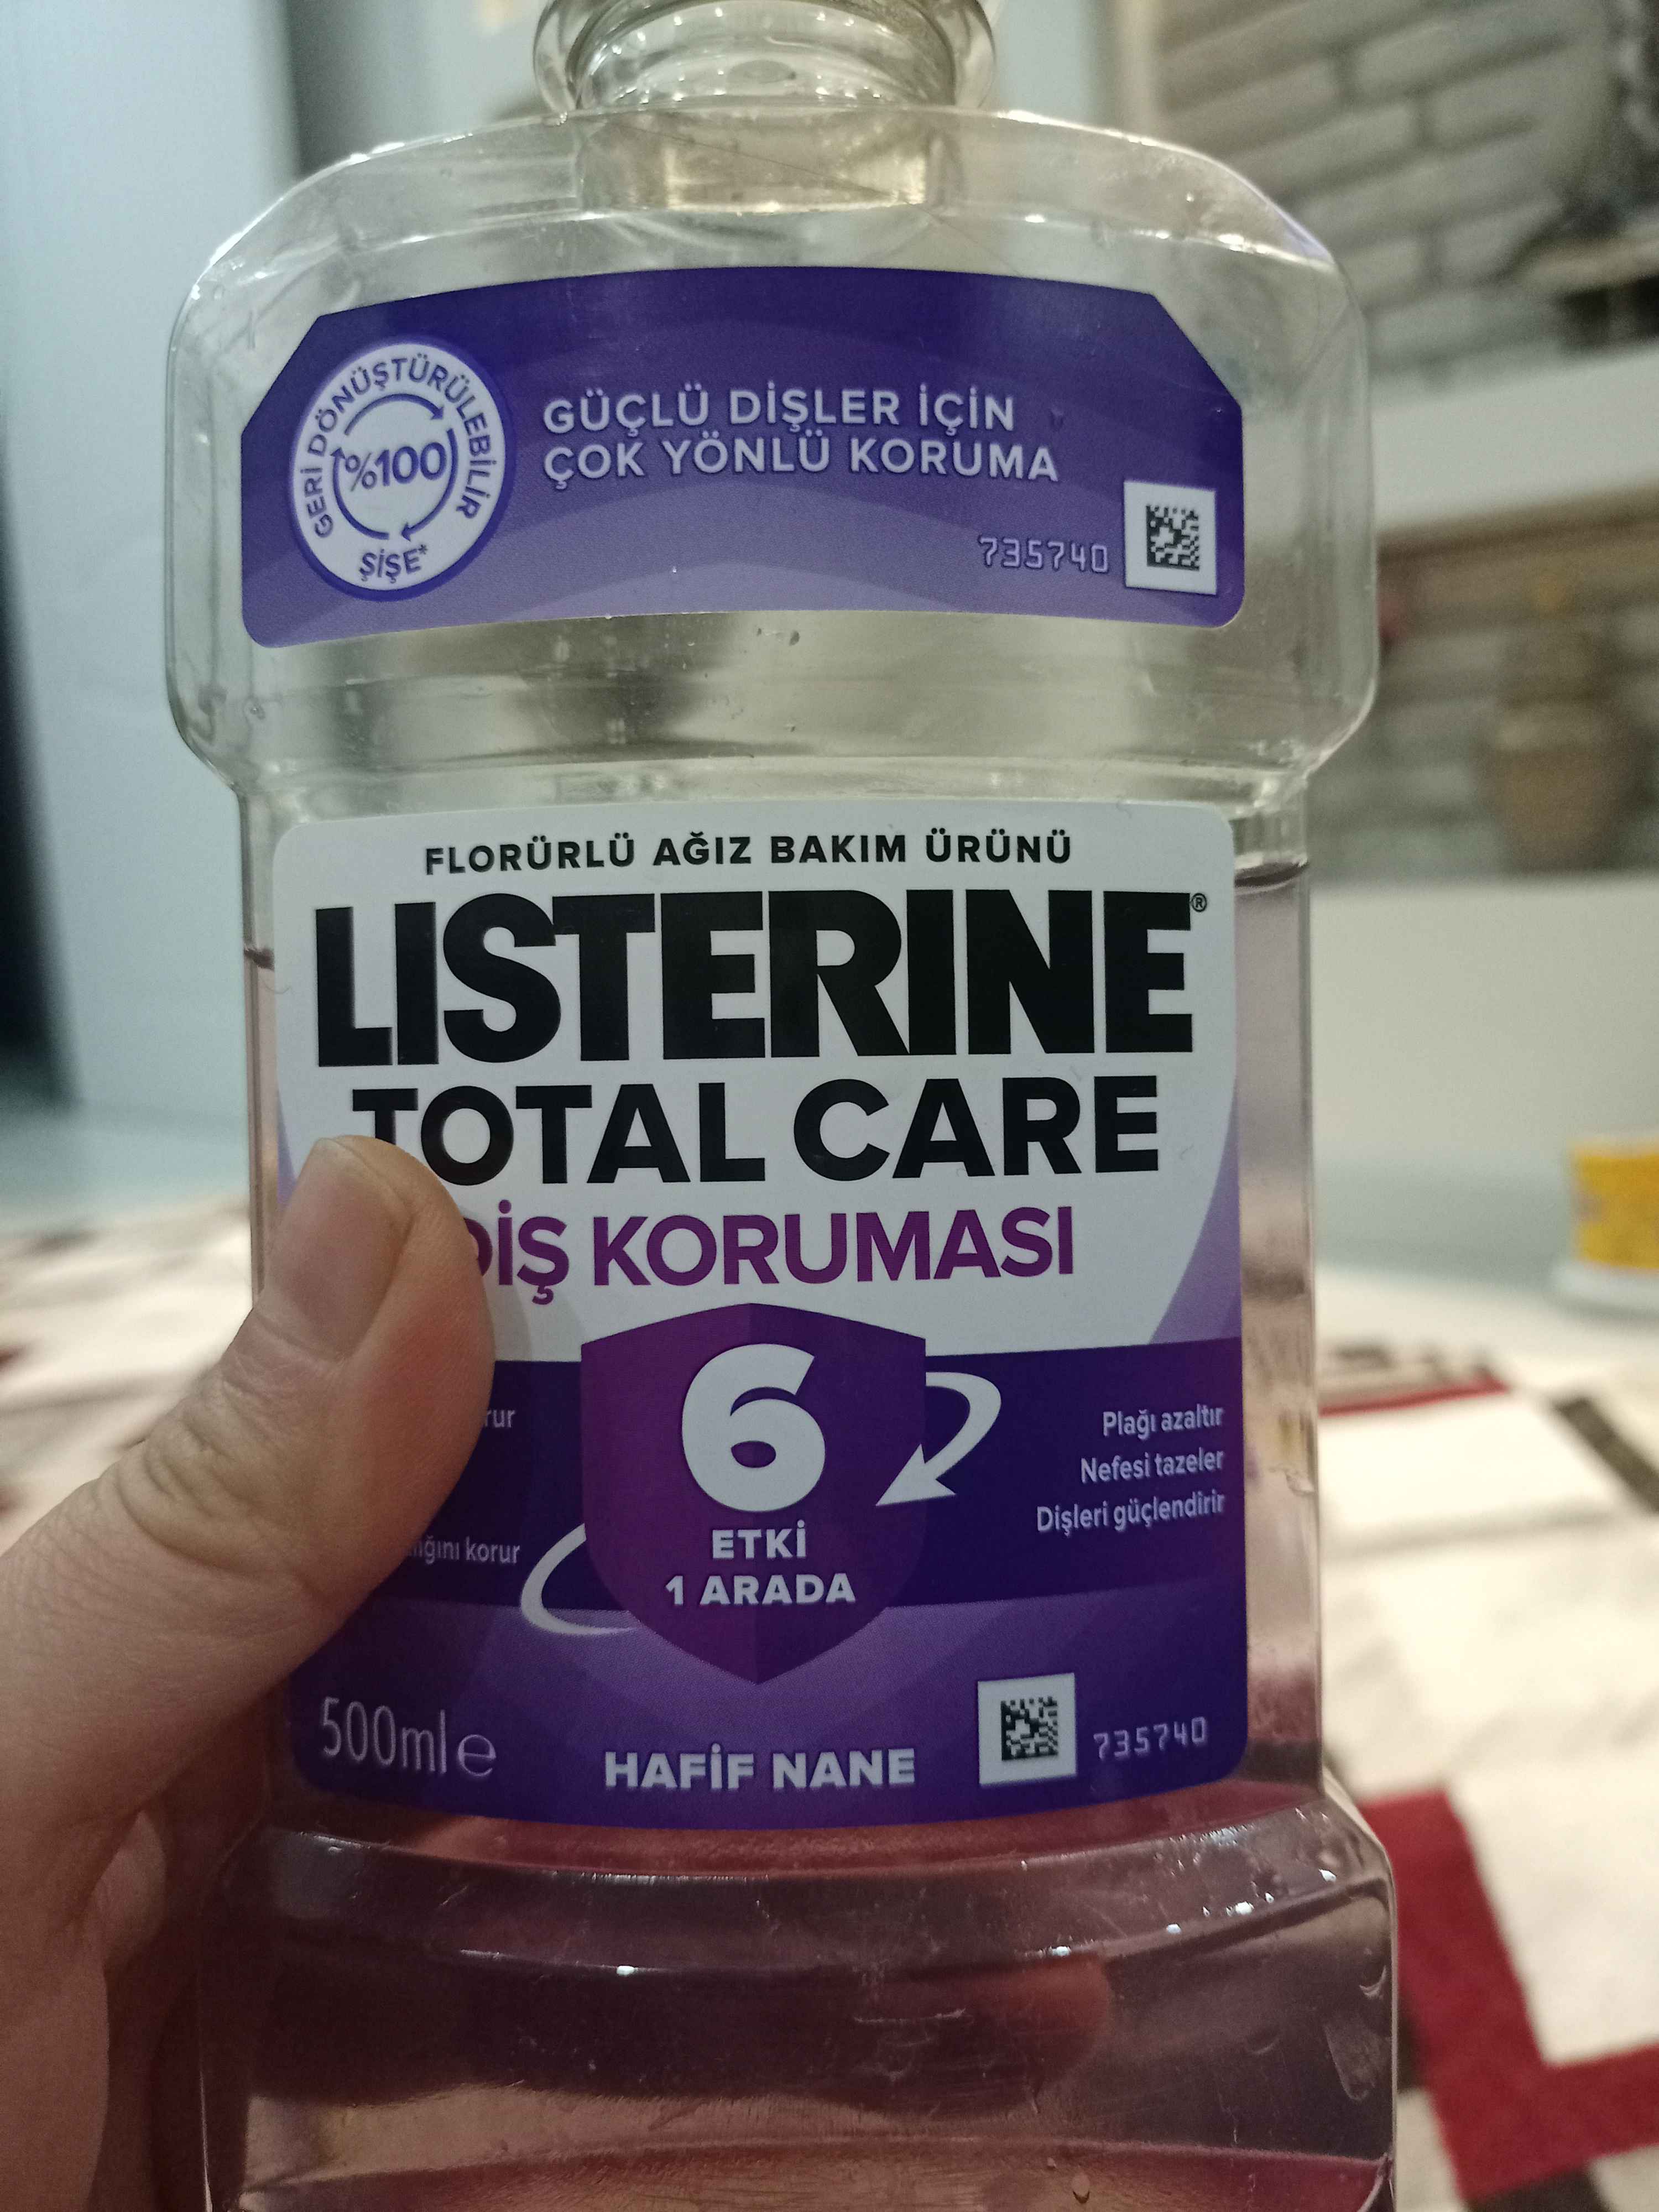 GERİ DÖNÜŞTÜRÜLEBİLİR
%100
ŞİŞE*
GÜÇLÜ DİŞLER İÇİN
ÇOK YÖNLÜ KORUMA
735740
FLORÜRLÜ AĞIZ BAKIM ÜRÜNÜ
LISTERINE®
TOTAL CARE
DİŞ KORUMASI
6
ETKİ
1 ARADA
korur
Plağı azaltır
Nefesi tazeler
Dişleri güçlendirir
500ml e
HAFİF NANE
735740